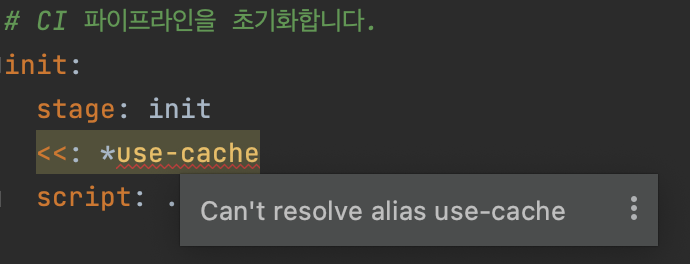 # CI 파이프라인을 초기화합니다.
init:
stage: init
<<: *use-cache
script: .
Can't resolve alias use-cache